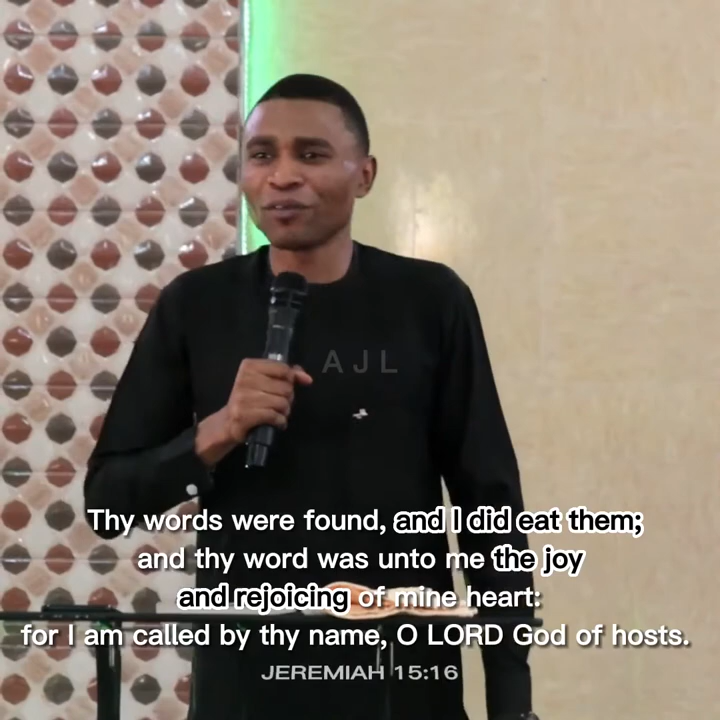 A J L
Thy words were found, and I did eat them;
and thy word was unto me the joy
and rejoicing of mine heart:
for I am called by thy name, O LORD God of hosts.
JEREMIAH 15:16